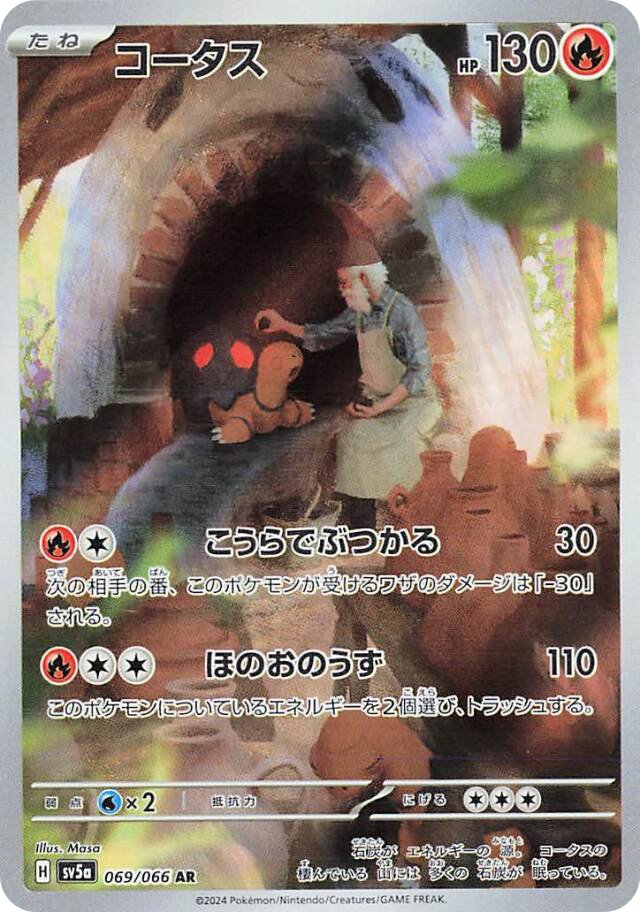 たね コータス HP 130
こうらでぶつかる 30
次の相手の番、このポケモンが受けるワザのダメージは「-30」
される。
ほのおのうず 110
このポケモンについているエネルギーを2個選び、トラッシュする。
弱点 ×2 抵抗力 にげる
Illus. Masa
石炭が エネルギーの 源。コータスの
棲んでいる 山には 多くの 石炭が 眠っている。
H sv5a 069/066 AR
©2024 Pokémon/Nintendo/Creatures/GAME FREAK.